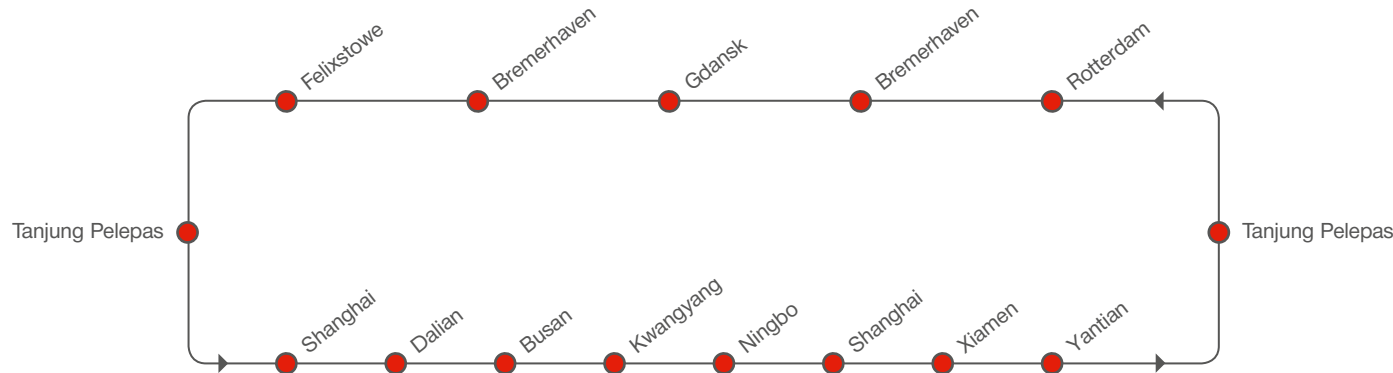 Felixstowe
Bremerhaven
Gdansk
Bremerhaven
Rotterdam
Tanjung Pelepas
Tanjung Pelepas
Shanghai
Dalian
Busan
Kwangyang
Ningbo
Shanghai
Xiamen
Yantian